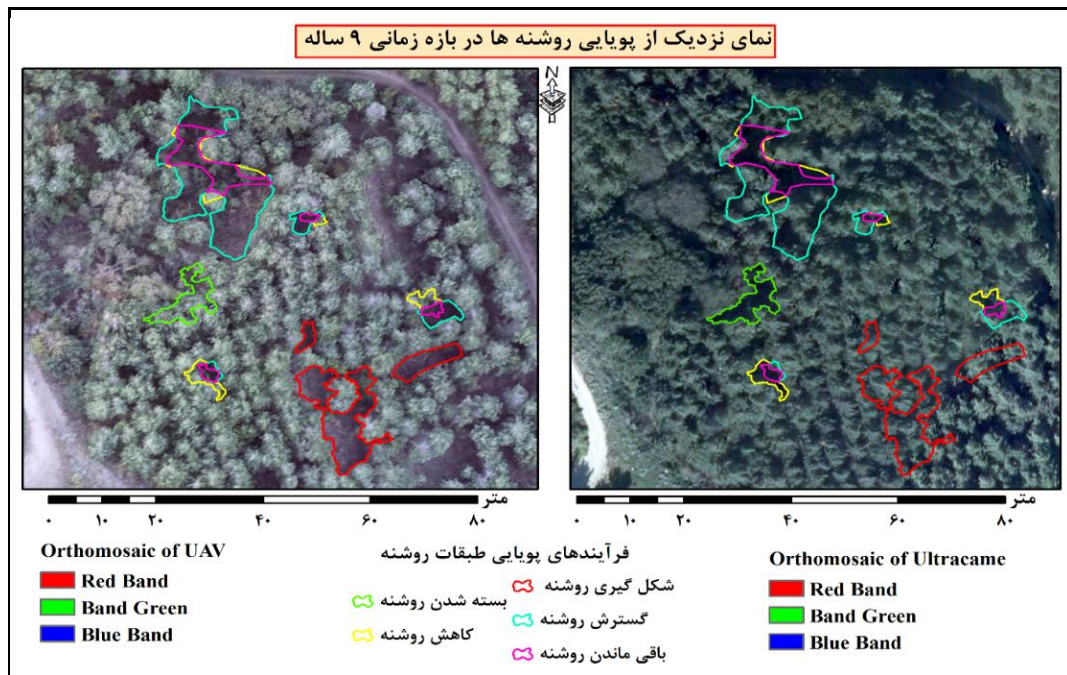 نمای نزدیک از پویایی روشنه ها در بازه زمانی ۹ ساله
N
متر
۰ ۱۰ ۲۰ ۴۰ ۶۰ ۸۰
متر
۰ ۱۰ ۲۰ ۴۰ ۶۰ ۸۰
Orthomosaic of UAV
Red Band
Band Green
Blue Band
فرآیندهای پویایی طبقات روشنه
شکل گیری روشنه
گسترش روشنه
باقی ماندن روشنه
بسته شدن روشنه
کاهش روشنه
Orthomosaic of Ultracame
Red Band
Band Green
Blue Band